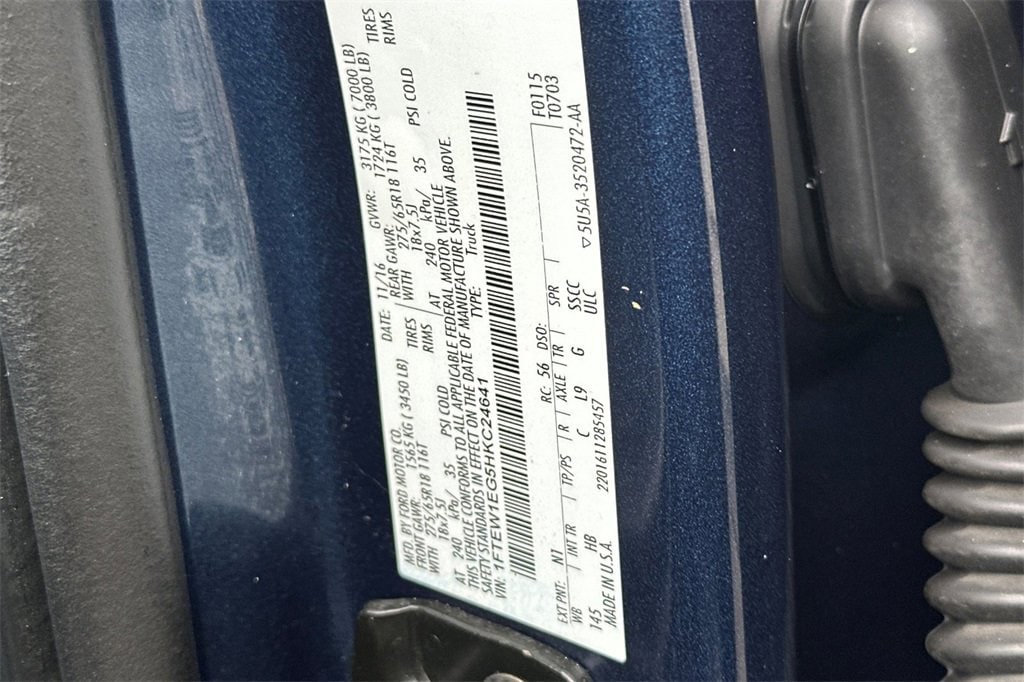 MFD. BY FORD MOTOR CO. DATE: 11/16 GVWR: 3175 KG ( 7000 LB)
FRONT GAWR: 1565 KG ( 3450 LB) REAR GAWR: 1724 KG ( 3800 LB)
WITH 275/65R18 116T TIRES WITH 275/65R18 116T TIRES
18x7.5J RIMS 18x7.5J RIMS
AT 240 kPa/ 35 PSI COLD AT 240 kPa/ 35 PSI COLD
THIS VEHICLE CONFORMS TO ALL APPLICABLE FEDERAL MOTOR VEHICLE
SAFETY STANDARDS IN EFFECT ON THE DATE OF MANUFACTURE SHOWN ABOVE.
VIN: 1FTEW1EG5HKC24641 TYPE: Truck
EXT PNT: N1 RC: 56 DSO: F0115
WB INT TR TP/PS R AXLE TR SPR T0703
145 HB C L9 G SSCC
MADE IN U.S.A. 2201611285457 ULC ▽5U5A-3520472-AA